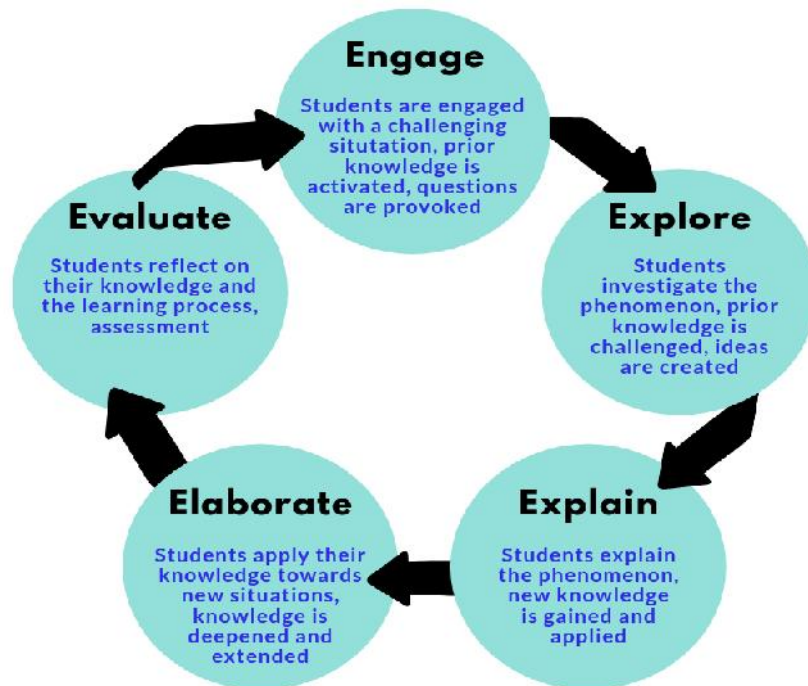 Engage
Students are engaged
with a challenging
situtation, prior
knowledge is
activated, questions
are provoked
Explore
Students
investigate the
phenomenon, prior
knowledge is
challenged, ideas
are created
Explain
Students explain
the phenomenon,
new knowledge
is gained and
applied
Elaborate
Students apply their
knowledge towards
new situations,
knowledge is
deepened and
extended
Evaluate
Students reflect on
their knowledge and
the learning process,
assessment